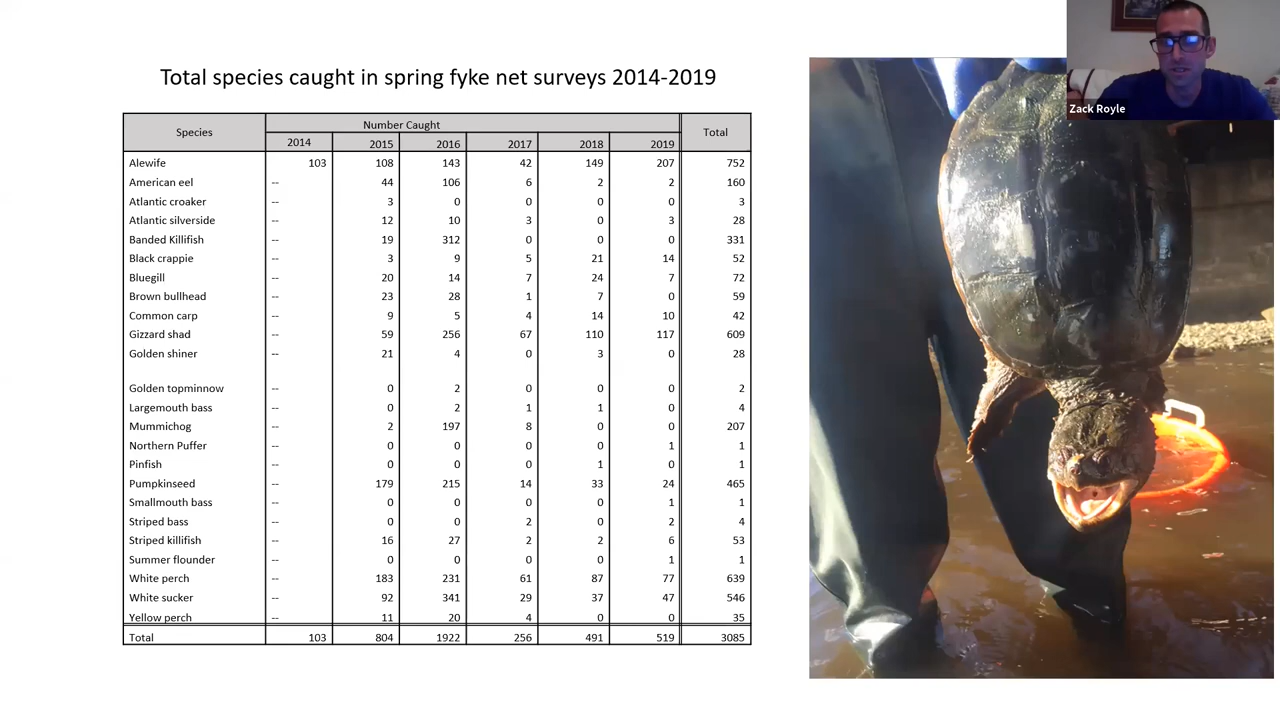 Total species caught in spring fyke net surveys 2014-2019
Zack Royle
Species Number Caught Total
2014 2015 2016 2017 2018 2019
Alewife 103 108 143 42 149 207 752
American eel -- 44 106 6 2 2 160
Atlantic croaker -- 3 0 0 0 0 3
Atlantic silverside -- 12 10 3 0 3 28
Banded Killifish -- 19 312 0 0 0 331
Black crappie -- 3 9 5 21 14 52
Bluegill -- 20 14 7 24 7 72
Brown bullhead -- 23 28 1 7 0 59
Common carp -- 9 5 4 14 10 42
Gizzard shad -- 59 256 67 110 117 609
Golden shiner -- 21 4 0 3 0 28
Golden topminnow -- 0 2 0 0 0 2
Largemouth bass -- 0 2 1 1 0 4
Mummichog -- 2 197 8 0 0 207
Northern Puffer -- 0 0 0 0 1 1
Pinfish -- 0 0 0 1 0 1
Pumpkinseed -- 179 215 14 33 24 465
Smallmouth bass -- 0 0 0 0 1 1
Striped bass -- 0 0 2 0 2 4
Striped killifish -- 16 27 2 2 6 53
Summer flounder -- 0 0 0 0 1 1
White perch -- 183 231 61 87 77 639
White sucker -- 92 341 29 37 47 546
Yellow perch -- 11 20 4 0 0 35
Total 103 804 1922 256 491 519 3085